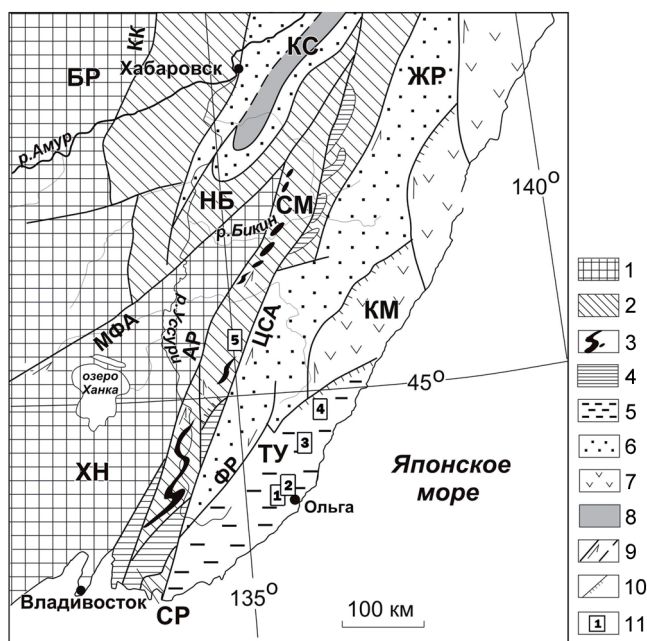 КК
КС
БР
Хабаровск
ЖР
р.Амур
140°
НБ
СМ
р.Бикин
КМ
МФА
р.Уссури
АР
ЦСА
5
озеро
Ханка
45°
4
3
ХН
ФР
ТУ
Японское
море
2
1
Ольга
Владивосток
135°
СР
100 км
1
2
3
4
5
6
7
8
9
10
1
11